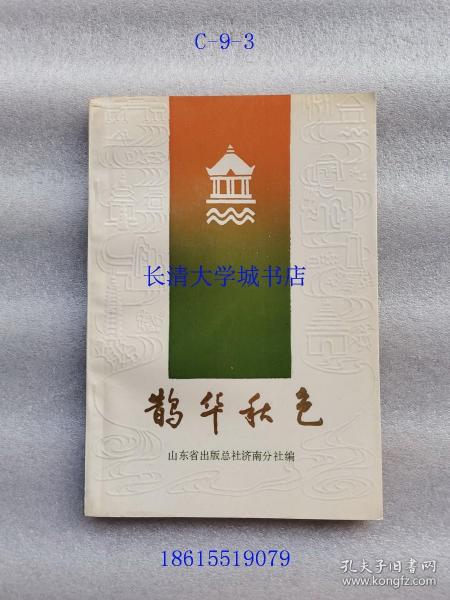 C-9-3
长清大学城书店
鹊华秋色
山东省出版总社济南分社编
18615519079
孔夫子旧书网
www.kongfz.com